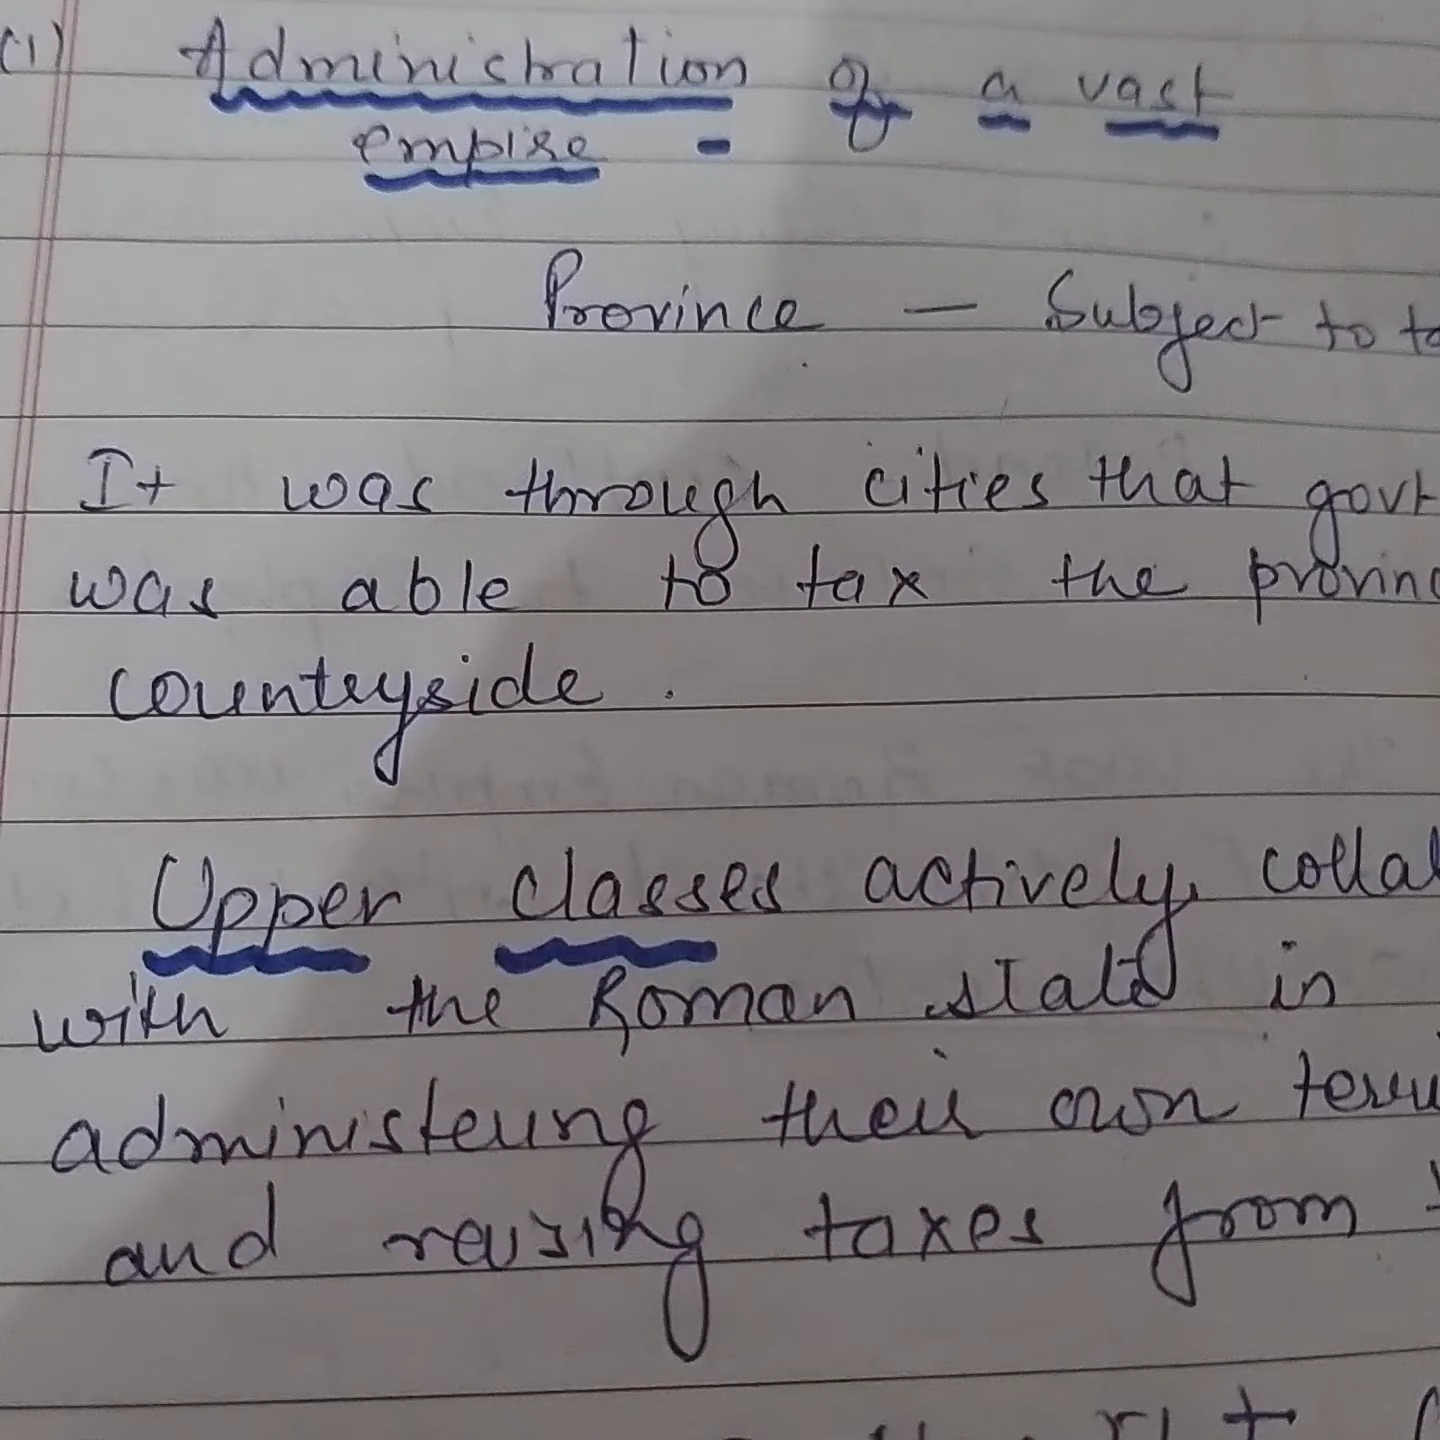 (1) Administration of a vast
empire -
Province - Subject to
It was through cities that govt
was able to tax the
countryside.
Upper classes actively
with the Roman state in
administering their own
and raising taxes from